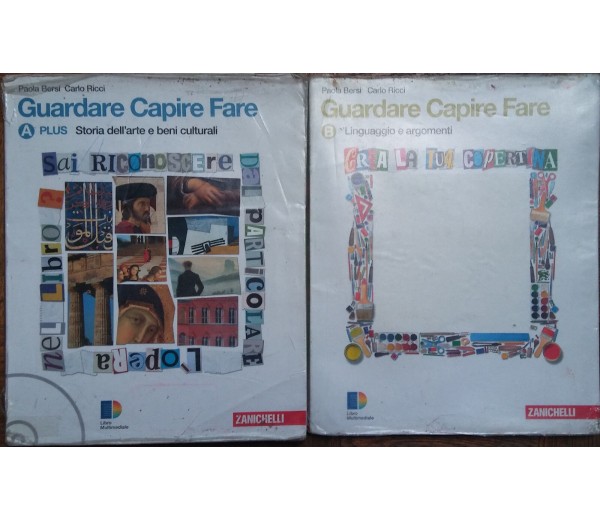 Paola Bersi Carlo Ricci
Guardare Capire Fare
A PLUS Storia dell'arte e beni culturali
Sai RICONOSCERE
Dal PARTICOLARE
L'opera
nel LIBRO
Libro
Multimediale
ZANICHELLI
Paola Bersi Carlo Ricci
Guardare Capire Fare
B Linguaggio e argomenti
CREA LA TUA COPERTINA
Libro
Multimediale
ZANICHELLI